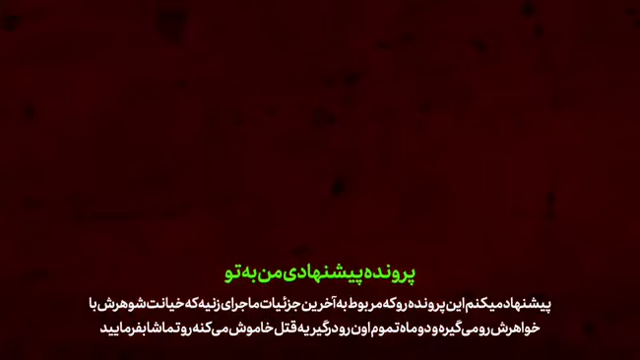 پرونده پیشنهادی من به تو
پیشنهاد میکنم این پرونده رو که مربوط به آخرین جزئیات ماجرای زنیه که خیانت شوهرش با
خواهرش رو می‌گیره و دو ماه تموم اون رو درگیر یه قتل خاموش می‌کنه رو تماشا بفرمایید